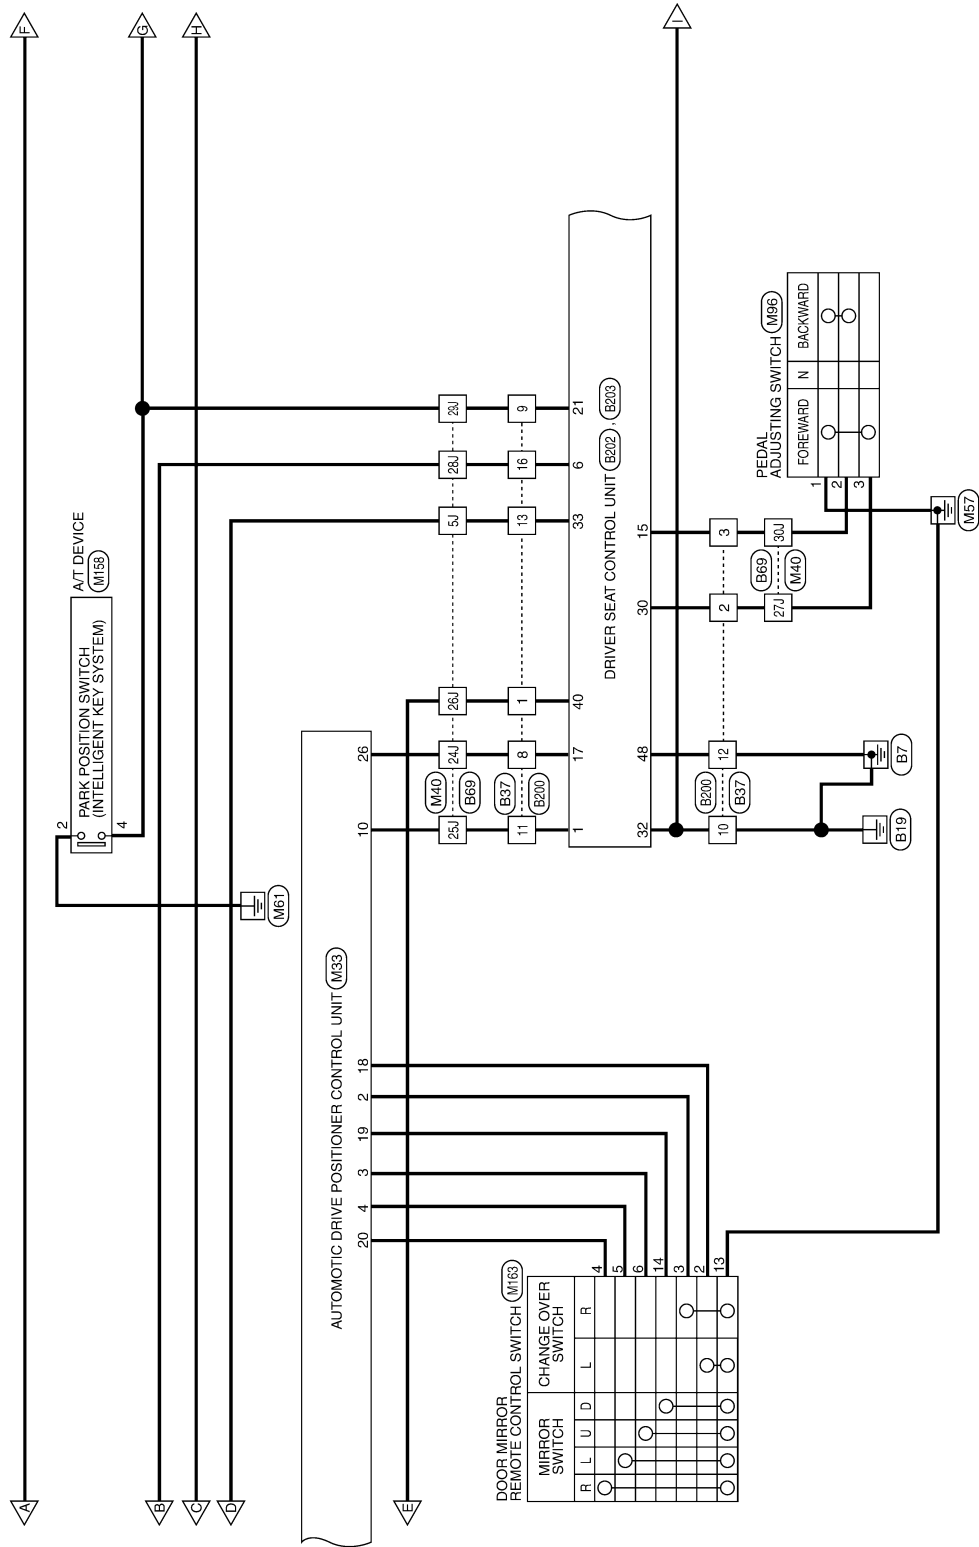 F
G
H
I
A/T DEVICE
M158
PARK POSITION SWITCH
(INTELLIGENT KEY SYSTEM)
2
4
M61
29J
28J
5J
26J
24J
25J
M40
B69
9
16
13
1
8
11
B37
B200
21
6
33
40
17
1
DRIVER SEAT CONTROL UNIT
B202
,
B203
15
30
48
32
3
2
12
10
B200
B37
30J
27J
B69
M40
B7
B19
PEDAL
ADJUSTING SWITCH
M96
FOREWARD
N
BACKWARD
1
2
3
M57
26
10
AUTOMOTIC DRIVE POSITIONER CONTROL UNIT
M33
18
2
19
3
4
20
DOOR MIRROR
REMOTE CONTROL SWITCH
M163
MIRROR
SWITCH
CHANGE OVER
SWITCH
R
L
U
D
L
R
4
5
6
14
3
2
13
A
B
C
D
E